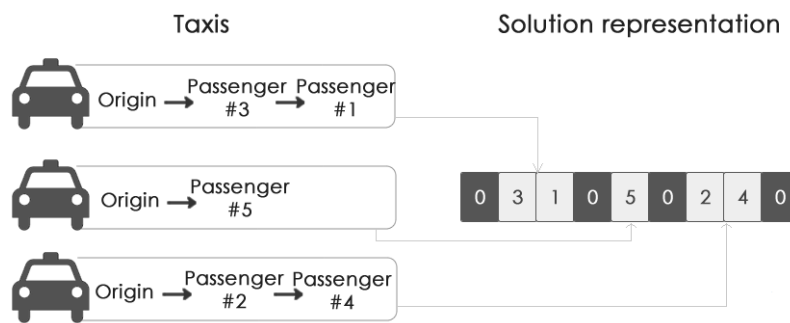 Taxis
Solution representation
Origin Passenger #3 Passenger #1
Origin Passenger #5
0 3 1 0 5 0 2 4 0
Origin Passenger #2 Passenger #4